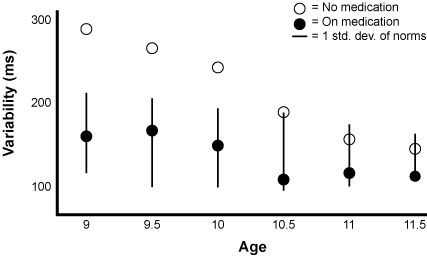 300
200
100
Variability (ms)
= No medication
= On medication
= 1 std. dev. of norms
9 9.5 10 10.5 11 11.5
Age